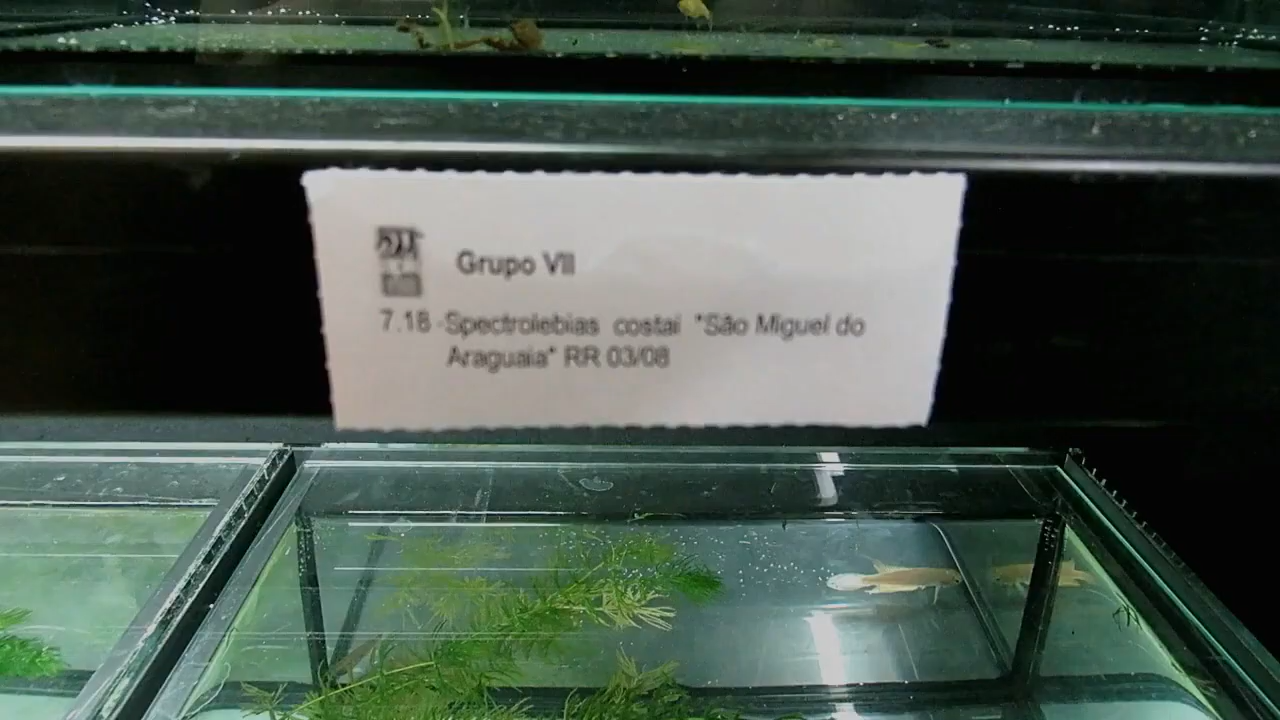 Grupo VII
7.18 -Spectrolebias costai "São Miguel do
Araguaia" RR 03/08